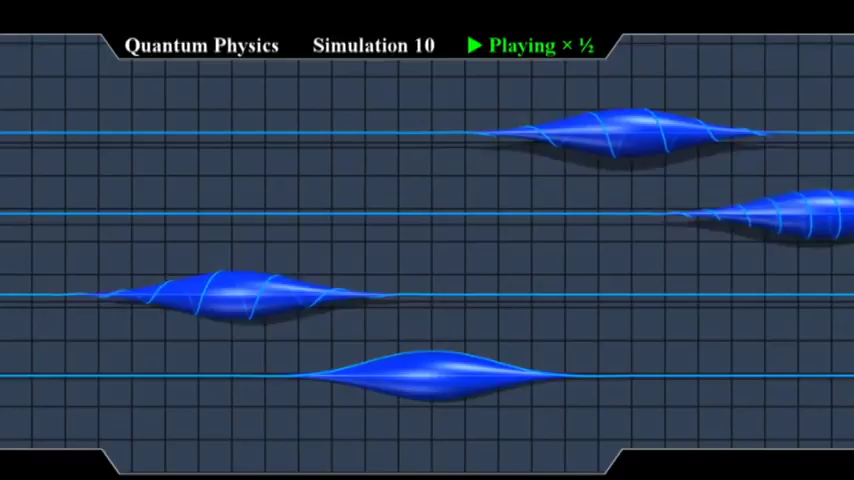 Quantum Physics Simulation 10 ▶ Playing × ½